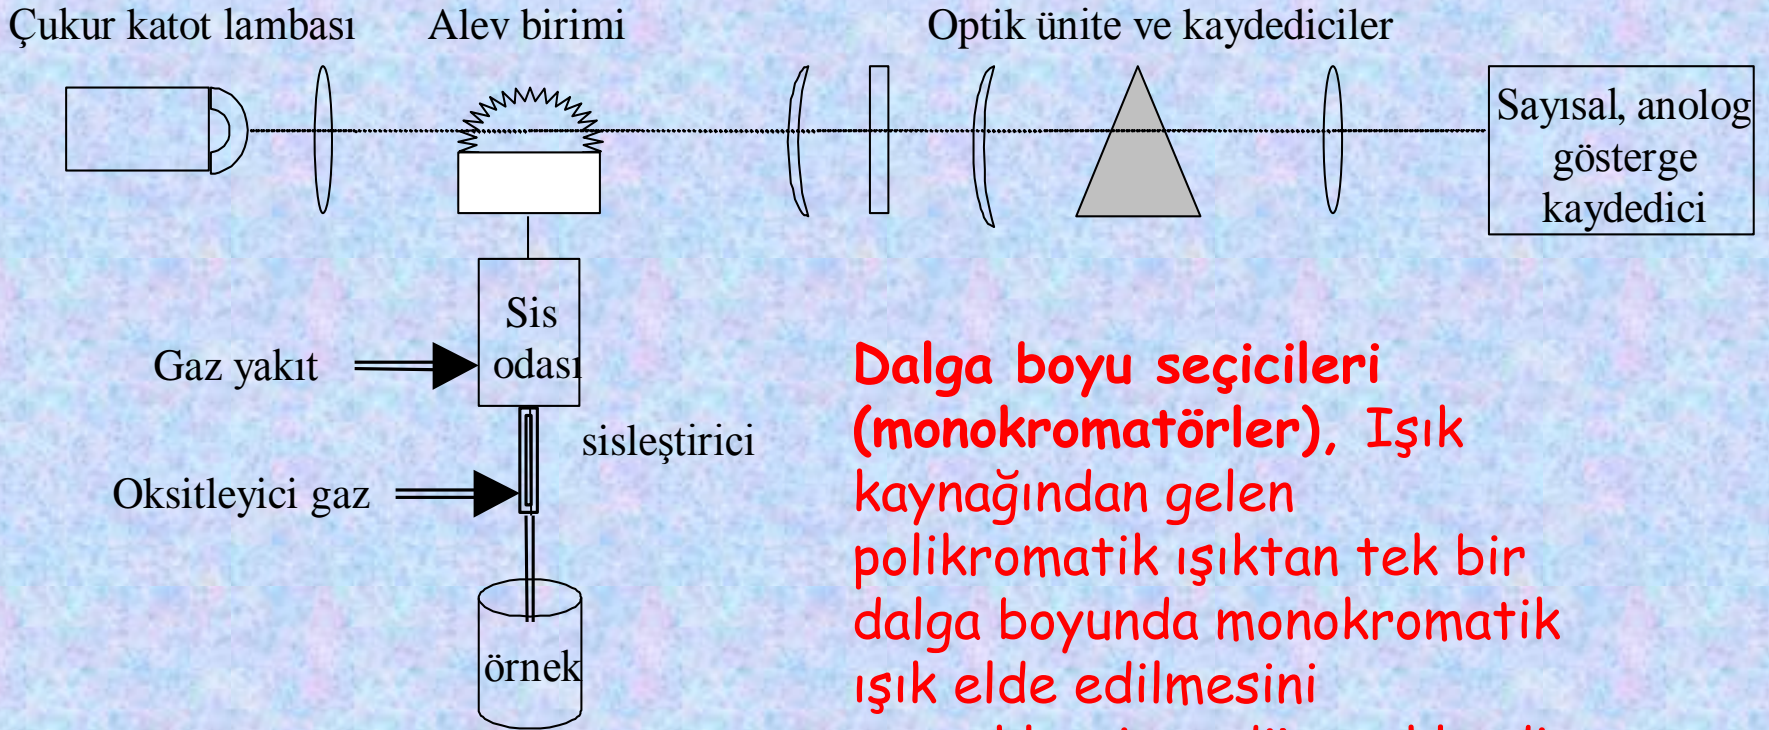 Çukur katot lambası
Alev birimi
Optik ünite ve kaydediciler
Sayısal, anolog
gösterge
kaydedici
Sis
odası
Gaz yakıt
sisleştirici
Oksitleyici gaz
örnek
Dalga boyu seçicileri
(monokromatörler), Işık
kaynağından gelen
polikromatik ışıktan tek bir
dalga boyunda monokromatik
ışık elde edilmesini